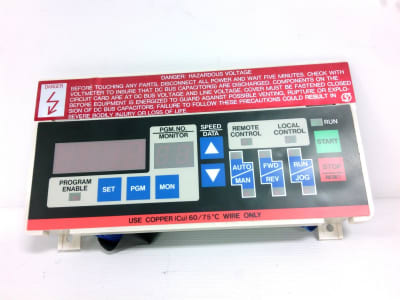 DANGER: HAZARDOUS VOLTAGE
DANGER
BEFORE TOUCHING ANY PARTS, DISCONNECT ALL POWER AND WAIT FIVE MINUTES. CHECK WITH
VOLTMETER TO INSURE THAT DC BUS CAPACITOR(S) ARE DISCHARGED. COMPONENTS ON THE
CIRCUIT CARD ARE AT DC BUS VOLTAGE AND LINE VOLTAGE. COVER MUST BE FASTENED CLOSED
BEFORE EQUIPMENT IS ENERGIZED TO GUARD AGAINST POSSIBLE VENTING, RUPTURE OR EXPLO-
SION OF DC BUS CAPACITORS. FAILURE TO FOLLOW THESE PRECAUTIONS COULD RESULT IN
SEVERE BODILY INJURY OR LOSS OF LIFE.
PGM. NO.
MONITOR
SPEED/
DATA
REMOTE
CONTROL
LOCAL
CONTROL
RUN
START
PROGRAM
ENABLE
SET
PGM
MON
AUTO
MAN
FWD
REV
RUN
JOG
STOP
RESET
USE COPPER (Cu) 60/75°C WIRE ONLY